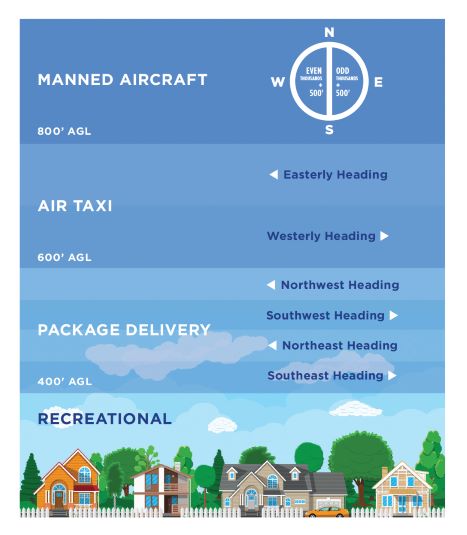 N
MANNED AIRCRAFT
W
EVEN THOUSANDS + 500'
ODD THOUSANDS + 500'
E
S
800' AGL
Easterly Heading
AIR TAXI
Westerly Heading
600' AGL
Northwest Heading
Southwest Heading
PACKAGE DELIVERY
Northeast Heading
Southeast Heading
400' AGL
RECREATIONAL